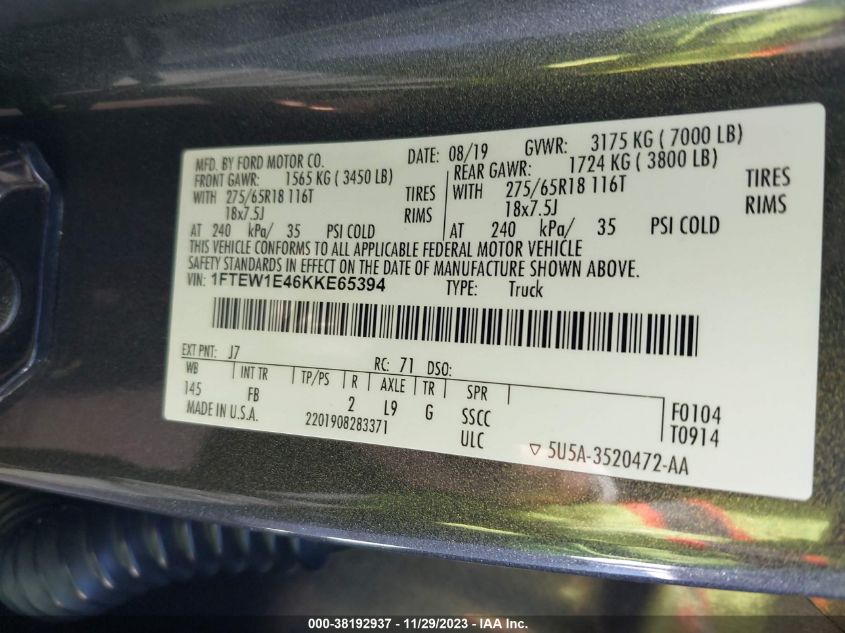 MFD. BY FORD MOTOR CO.
DATE: 08/19 GVWR: 3175 KG ( 7000 LB)
FRONT GAWR: 1565 KG ( 3450 LB) REAR GAWR: 1724 KG ( 3800 LB)
WITH 275/65R18 116T TIRES WITH 275/65R18 116T TIRES
18x7.5J RIMS 18x7.5J RIMS
AT 240 kPa/ 35 PSI COLD AT 240 kPa/ 35 PSI COLD
THIS VEHICLE CONFORMS TO ALL APPLICABLE FEDERAL MOTOR VEHICLE
SAFETY STANDARDS IN EFFECT ON THE DATE OF MANUFACTURE SHOWN ABOVE.
VIN: 1FTEW1E46KKE65394 TYPE: Truck
EXT PNT: J7 RC: 71 DSO:
WB INT TR TP/PS R AXLE TR SPR
145 FB 2 L9 G SSCC F0104
MADE IN U.S.A. 2201908283371 ULC T0914
▽ 5U5A-3520472-AA
000-38192937 - 11/29/2023 - IAA Inc.